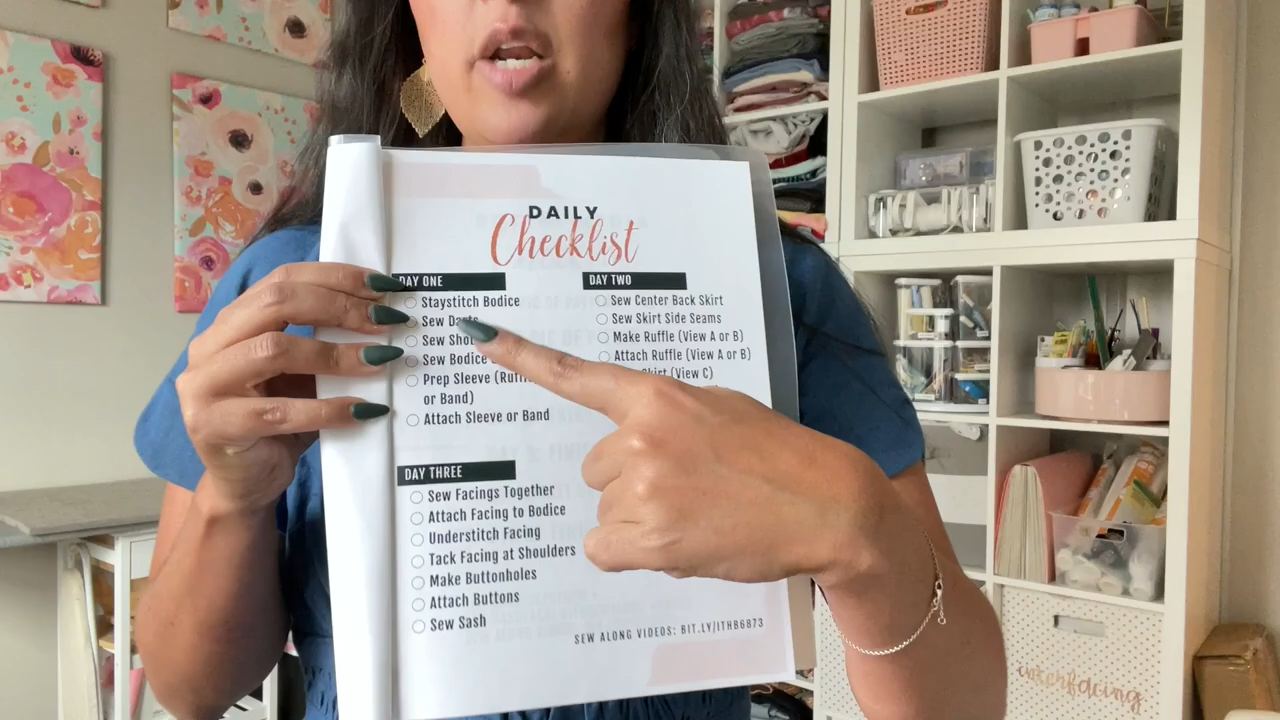 DAILY
Checklist
DAY ONE
Staystitch Bodice
Sew Darts
Sew
Sew Bodice
Prep Sleeve
or Band)
Attach Sleeve or Band
DAY TWO
Sew Center Back Skirt
Sew Skirt Side Seams
Make Ruffle (View A or B)
Attach Ruffle (View A or B)
Skirt (View C)
DAY THREE
Sew Facings Together
Attach Facing to Bodice
Understitch Facing
Tack Facing at Shoulders
Make Buttonholes
Attach Buttons
Sew Sash
SEW ALONG VIDEOS: BIT.LY/ITHB6873
interfacing